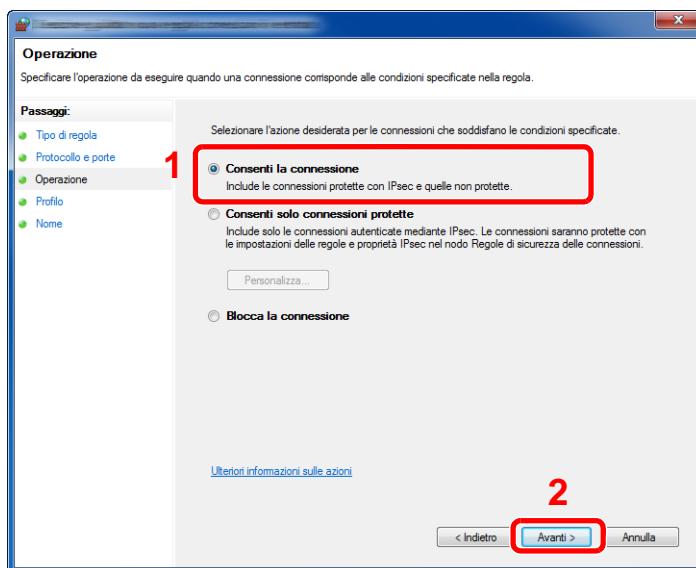 Operazione
Specificare l'operazione da eseguire quando una connessione corrisponde alle condizioni specificate nella regola.
Passaggi:
Tipo di regola
Protocollo e porte
Operazione
Profilo
Nome
Selezionare l'azione desiderata per le connessioni che soddisfano le condizioni specificate.
1
Consenti la connessione
Include le connessioni protette con IPsec e quelle non protette.
Consenti solo connessioni protette
Include solo le connessioni autenticate mediante IPsec. Le connessioni saranno protette con
le impostazioni delle regole e proprietà IPsec nel nodo Regole di sicurezza delle connessioni.
Personalizza...
Blocca la connessione
Ulteriori informazioni sulle azioni
2
< Indietro
Avanti >
Annulla